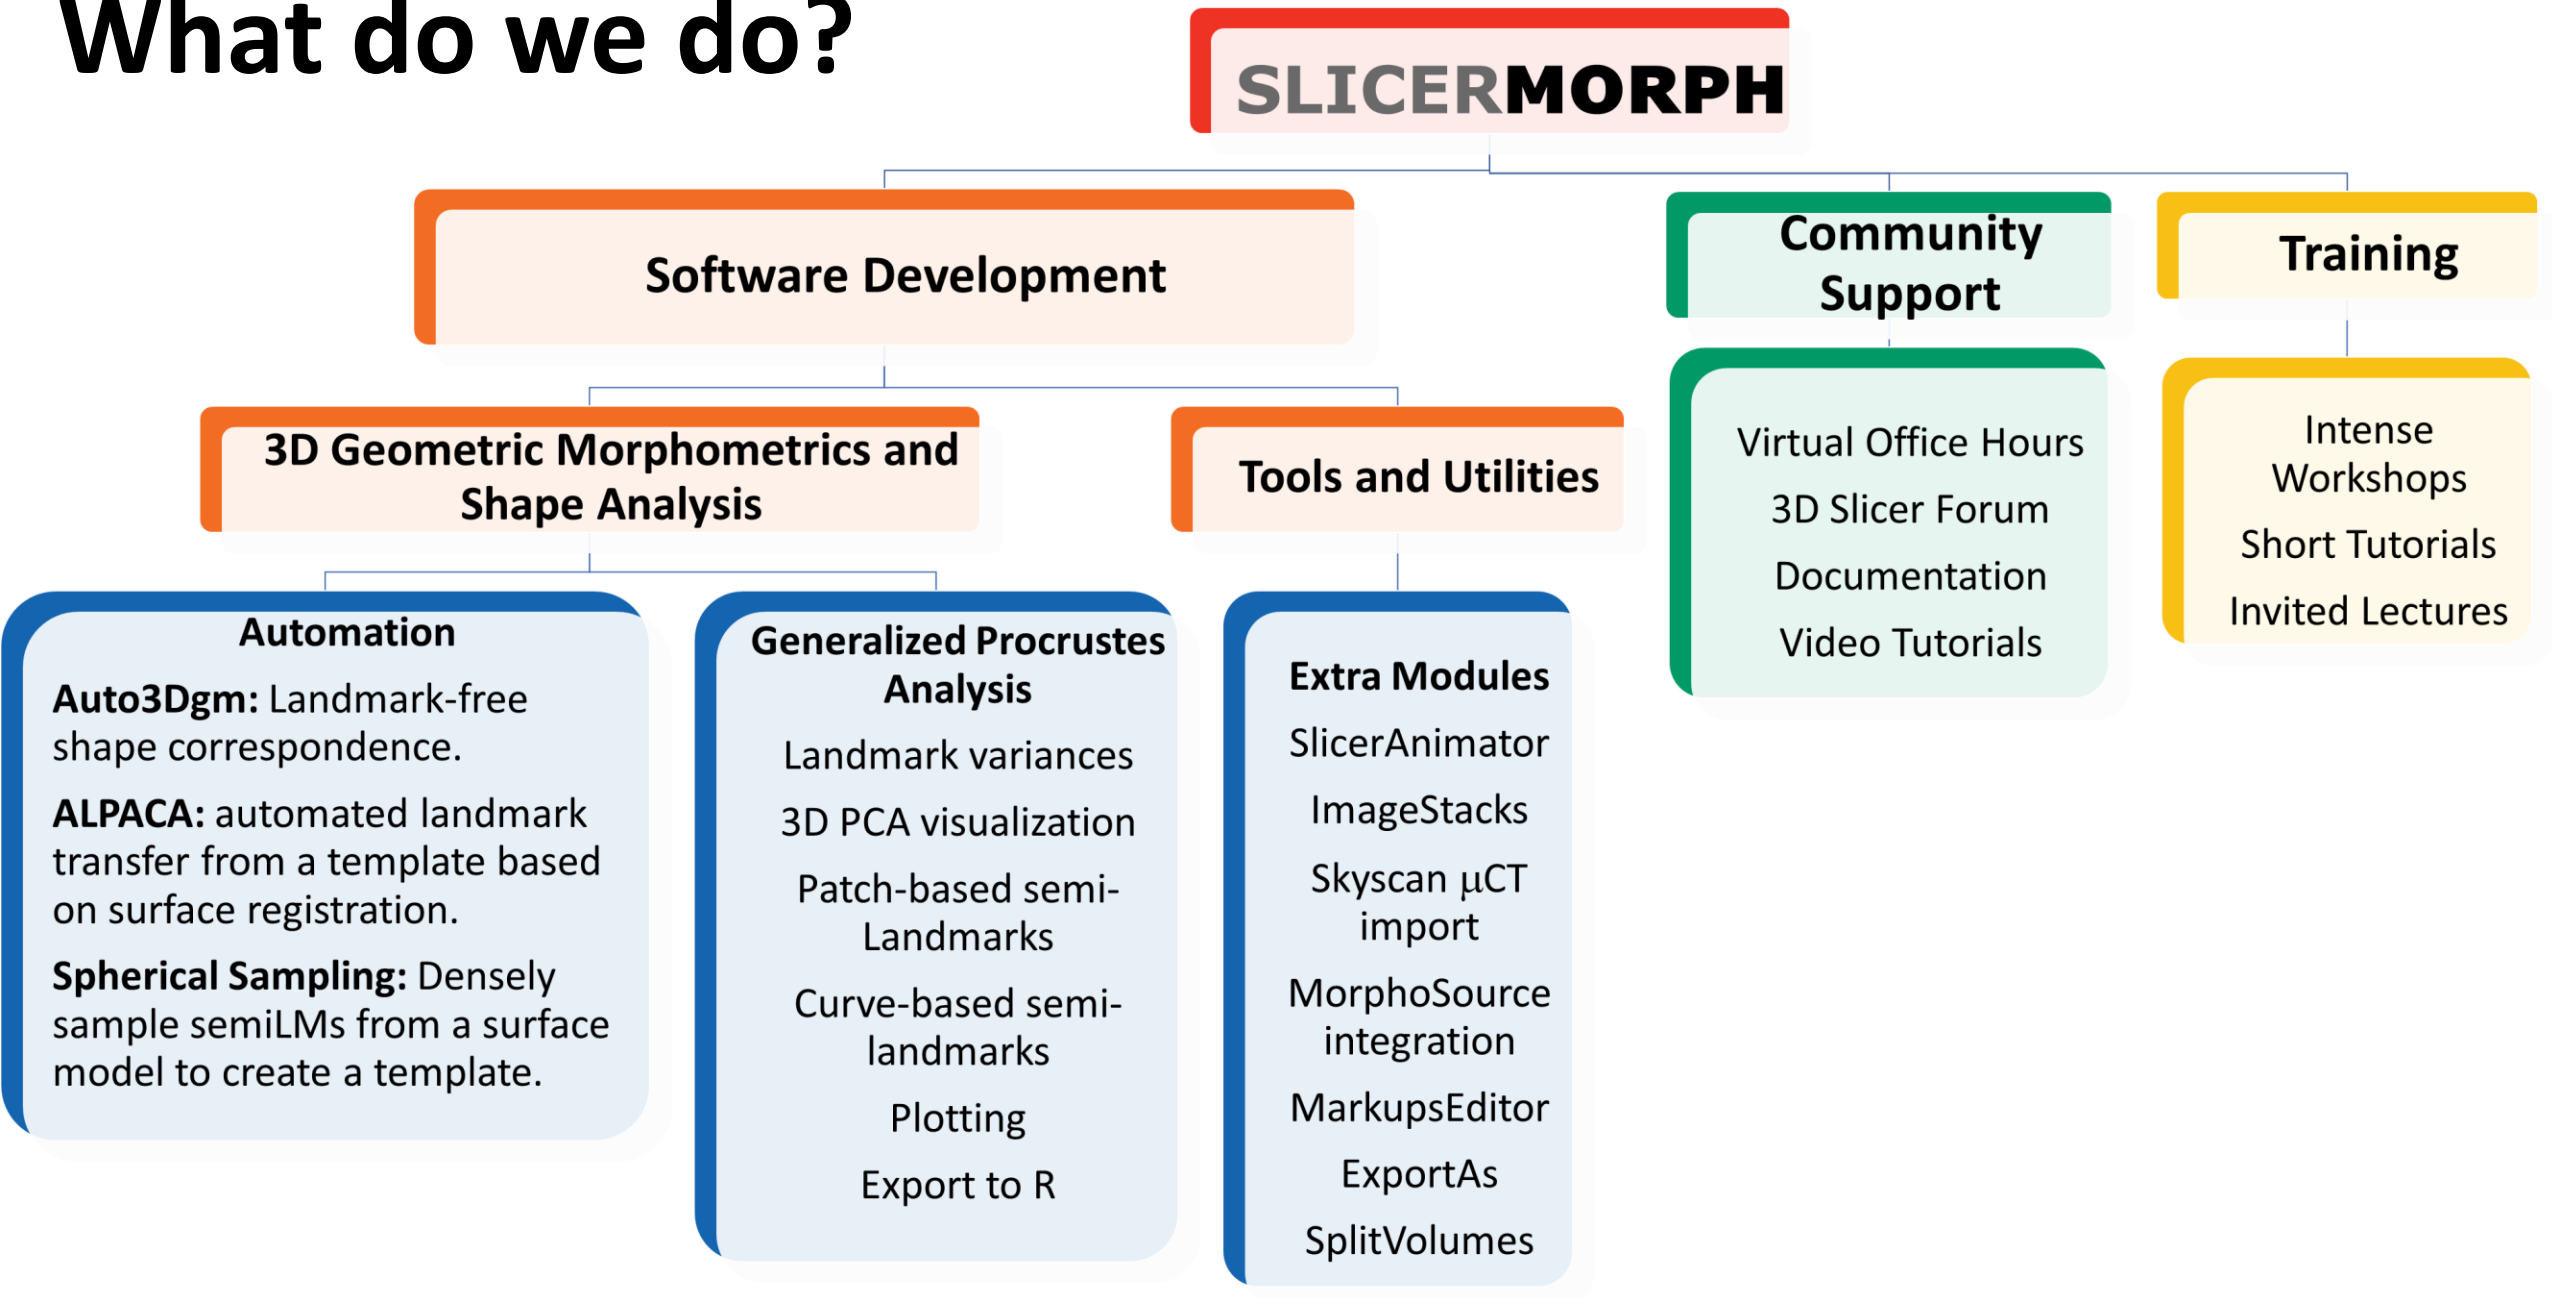 What do we do?
SLICERMORPH
Software Development
Community
Support
Training
3D Geometric Morphometrics and
Shape Analysis
Tools and Utilities
Virtual Office Hours
3D Slicer Forum
Documentation
Video Tutorials
Intense
Workshops
Short Tutorials
Invited Lectures
Automation
Auto3Dgm: Landmark-free
shape correspondence.
ALPACA: automated landmark
transfer from a template based
on surface registration.
Spherical Sampling: Densely
sample semiLMs from a surface
model to create a template.
Generalized Procrustes
Analysis
Landmark variances
3D PCA visualization
Patch-based semi-
Landmarks
Curve-based semi-
landmarks
Plotting
Export to R
Extra Modules
SlicerAnimator
ImageStacks
Skyscan μCT
import
MorphoSource
integration
MarkupsEditor
ExportAs
SplitVolumes